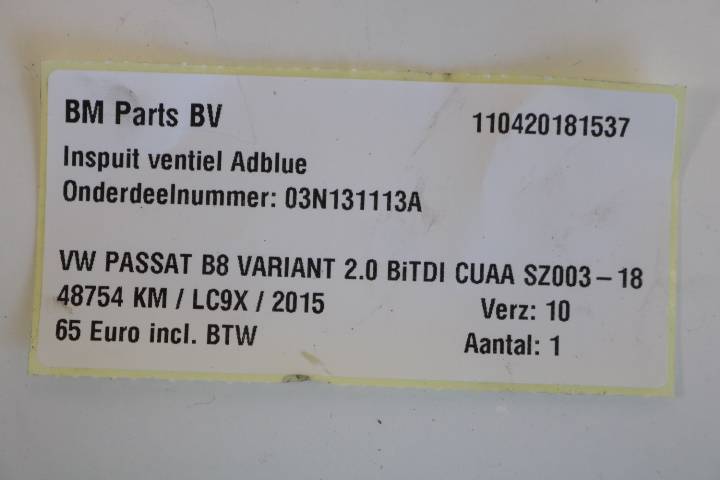 BM Parts BV 110420181537
Inspuit ventiel Adblue
Onderdeelnummer: 03N131113A
VW PASSAT B8 VARIANT 2.0 BiTDI CUAA SZ003-18
48754 KM / LC9X / 2015 Verz: 10
65 Euro incl. BTW Aantal: 1